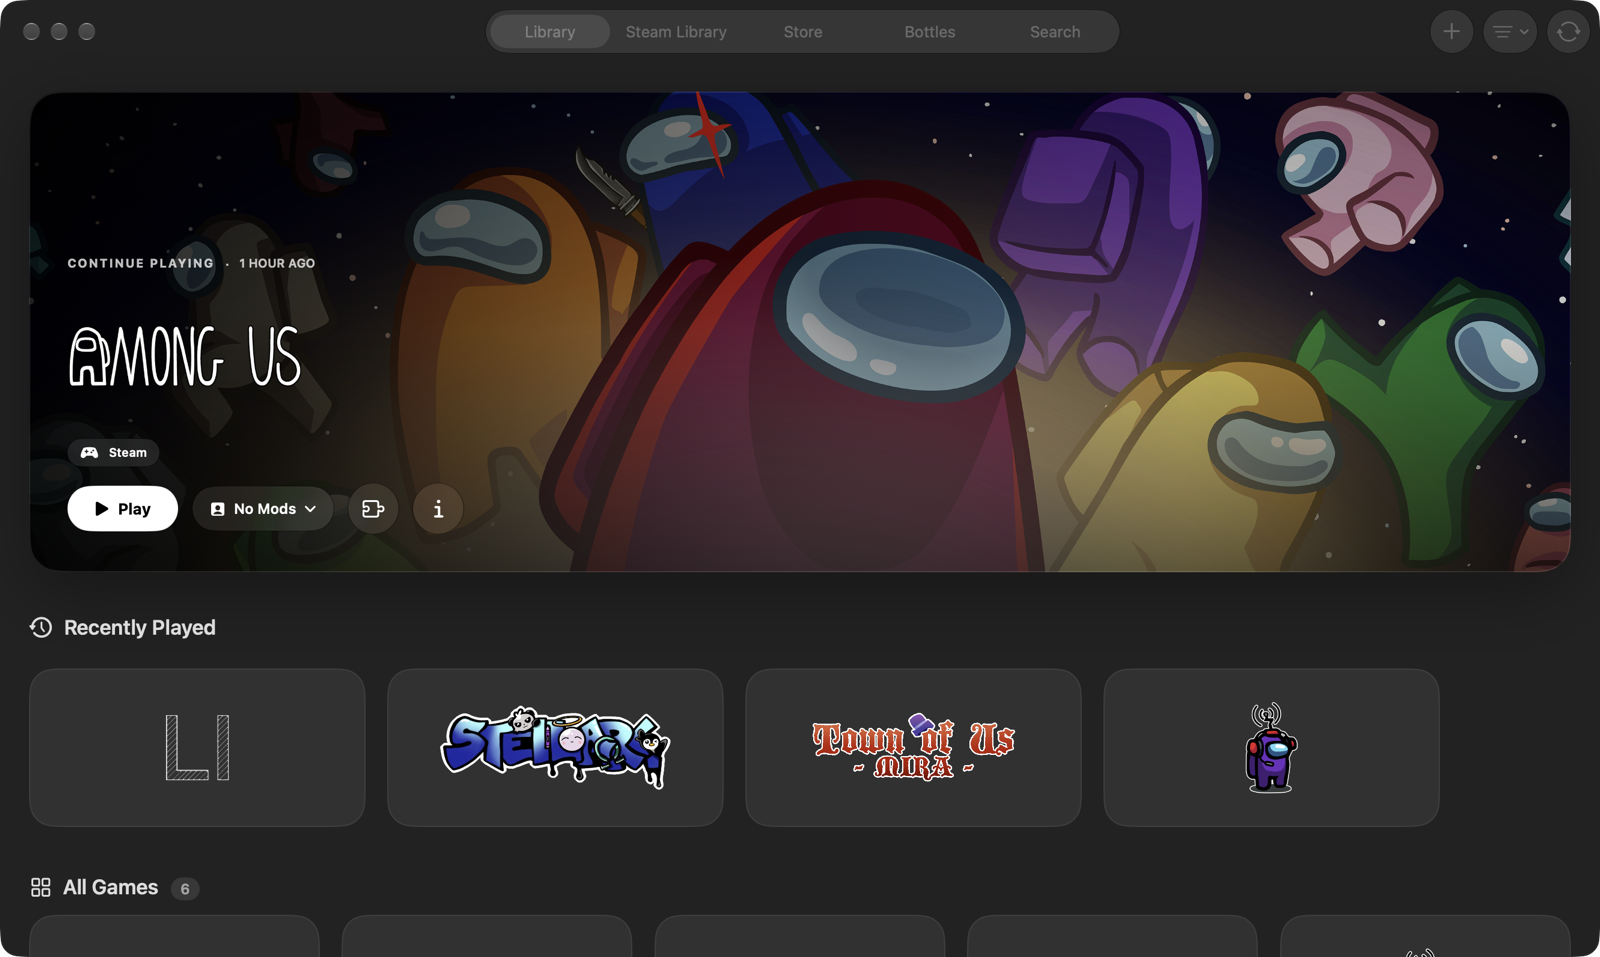 Library
Steam Library
Store
Bottles
Search
CONTINUE PLAYING · 1 HOUR AGO
AMONG US
Steam
Play
No Mods
Recently Played
LI
STELLAR
Town of Us
- MIRA -
All Games 6